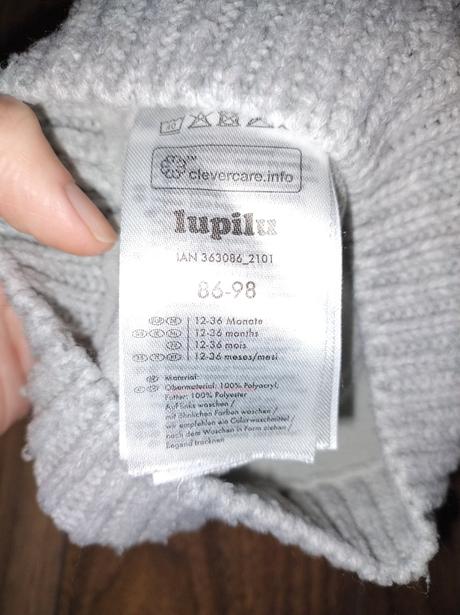 clevercare.info
lupilu
IAN 363086_2101
86-98
12-36 Monate
12-36 months
12-36 mois
12-36 meses/mesi
Material:
Obermaterial: 100% Polyacryl,
Futter: 100% Polyester
Auf links waschen /
mit ähnlichen Farben waschen /
wir empfehlen ein Colorwaschmittel /
nach dem Waschen in Form ziehen /
liegend trocknen